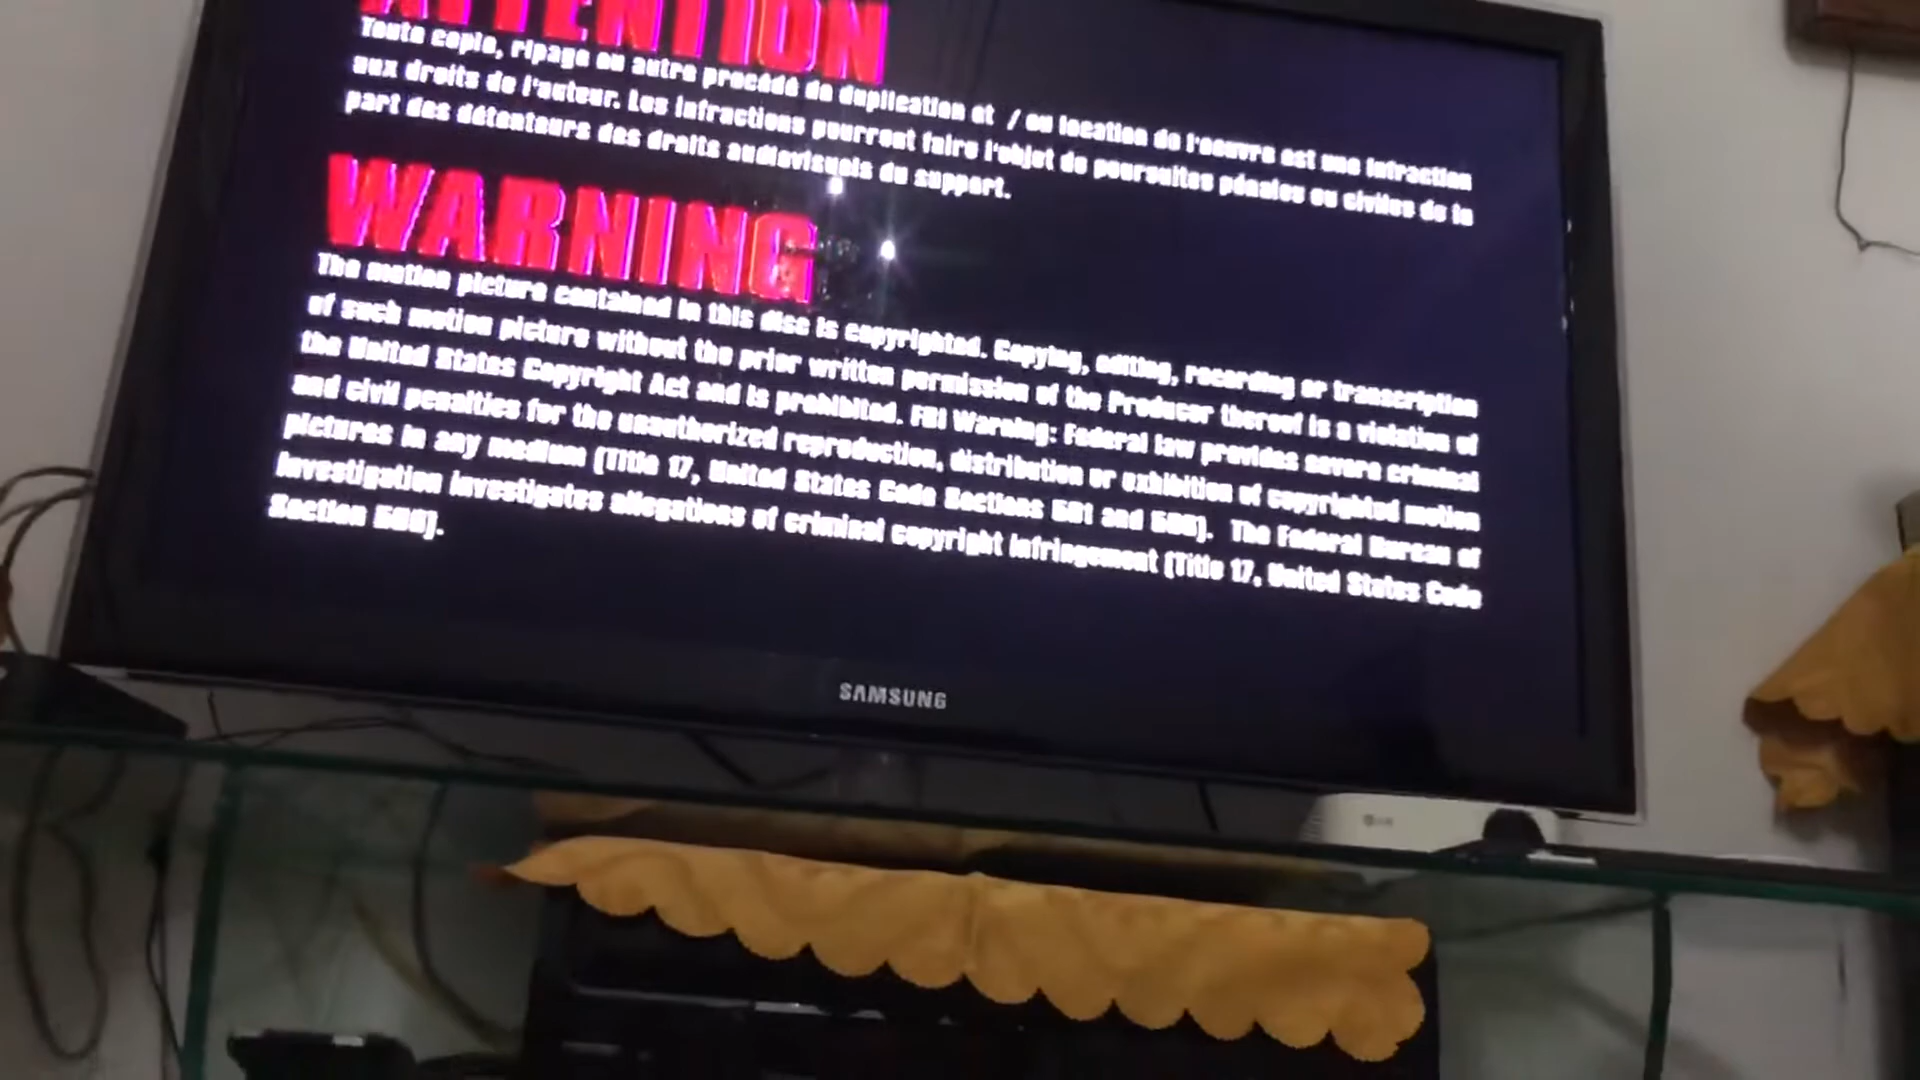 ATTENTION
Toute copie, ripage ou autre procédé de duplication et / ou location de l'oeuvre est une infraction
aux droits de l'auteur. Les infractions pourront faire l'objet de poursuites pénales ou civiles de la
part des détenteurs des droits audiavisuels du support.
WARNING
The motion picture contained in this disc is copyrighted. Copying, editing, recording or transcription
of such motion picture without the prior written permission of the Producer thereof is a violation of
the United States Copyright Act and is prohibited. FBI Warning: Federal law provides severe criminal
and civil penalties for the unauthorized reproduction, distribution or exhibition of copyrighted motion
pictures in any medium (Title 17, United States Code Sections 501 and 506). The Federal Bureau of
Investigation investigates allegations of criminal copyright infringement (Title 17, United States Code
Section 506).
SAMSUNG
LG